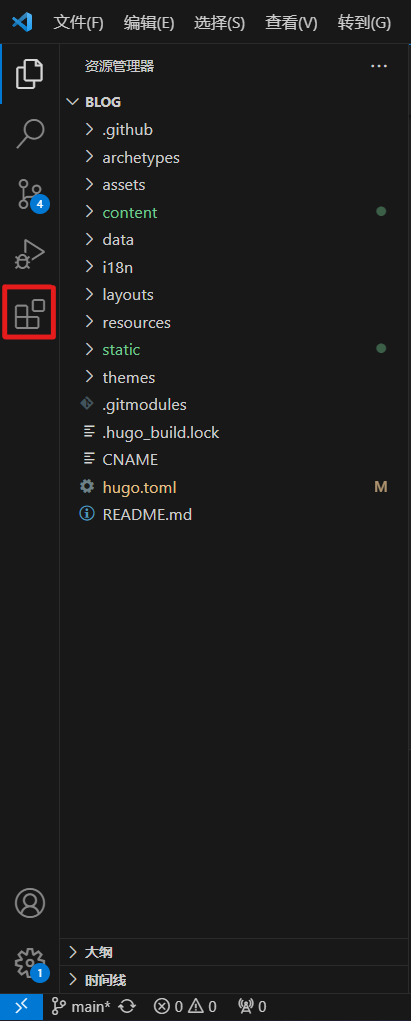 文件(F) 编辑(E) 选择(S) 查看(V) 转到(G)
资源管理器
BLOG
.github
archetypes
assets
content
data
i18n
layouts
resources
static
themes
.gitmodules
.hugo_build.lock
CNAME
hugo.toml M
README.md
4
大纲
1
时间线
main* 0 0 0